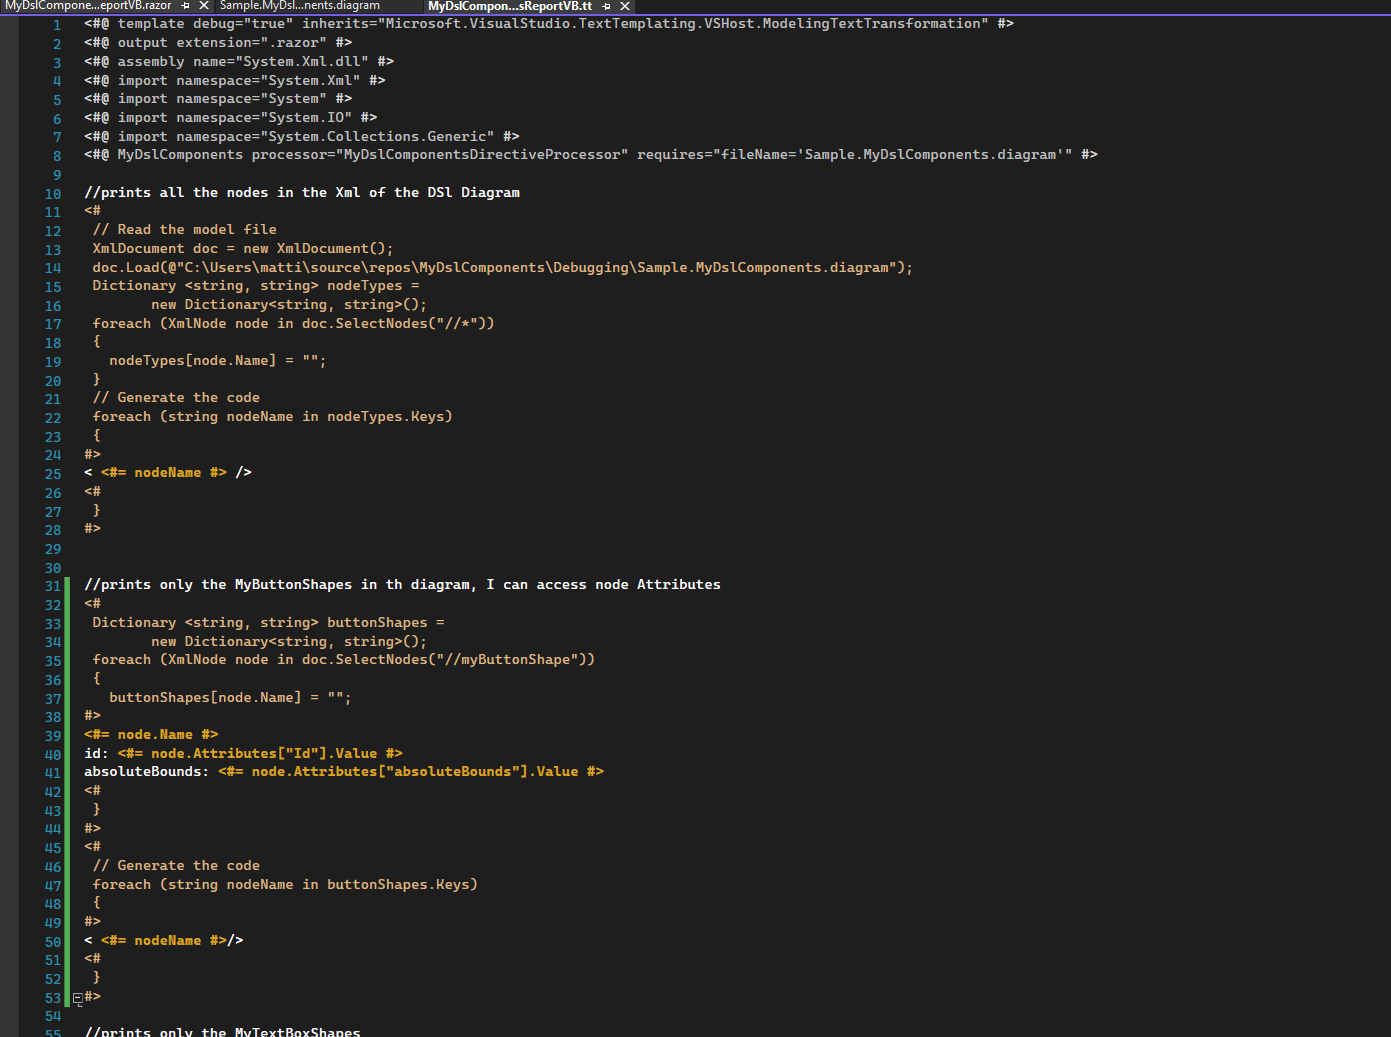 MyDslCompone...eportVB.razor Sample.MyDsl...nents.diagram MyDslCompon...sReportVB.tt
1 <#@ template debug="true" inherits="Microsoft.VisualStudio.TextTemplating.VSHost.ModelingTextTransformation" #>
2 <#@ output extension=".razor" #>
3 <#@ assembly name="System.Xml.dll" #>
4 <#@ import namespace="System.Xml" #>
5 <#@ import namespace="System" #>
6 <#@ import namespace="System.IO" #>
7 <#@ import namespace="System.Collections.Generic" #>
8 <#@ MyDslComponents processor="MyDslComponentsDirectiveProcessor" requires="fileName='Sample.MyDslComponents.diagram'" #>
9
10 //prints all the nodes in the Xml of the DSl Diagram
11 <#
12 // Read the model file
13 XmlDocument doc = new XmlDocument();
14 doc.Load(@"C:\Users\matti\source\repos\MyDslComponents\Debugging\Sample.MyDslComponents.diagram");
15 Dictionary <string, string> nodeTypes =
16 new Dictionary<string, string>();
17 foreach (XmlNode node in doc.SelectNodes("//*"))
18 {
19 nodeTypes[node.Name] = "";
20 }
21 // Generate the code
22 foreach (string nodeName in nodeTypes.Keys)
23 {
24 #>
25 < <#= nodeName #> />
26 <#
27 }
28 #>
29
30
31 //prints only the MyButtonShapes in th diagram, I can access node Attributes
32 <#
33 Dictionary <string, string> buttonShapes =
34 new Dictionary<string, string>();
35 foreach (XmlNode node in doc.SelectNodes("//myButtonShape"))
36 {
37 buttonShapes[node.Name] = "";
38 #>
39 <#= node.Name #>
40 id: <#= node.Attributes["Id"].Value #>
41 absoluteBounds: <#= node.Attributes["absoluteBounds"].Value #>
42 <#
43 }
44 #>
45 <#
46 // Generate the code
47 foreach (string nodeName in buttonShapes.Keys)
48 {
49 #>
50 < <#= nodeName #>/>
51 <#
52 }
53 #>
54
55 //prints only the MyTextBoxShapes